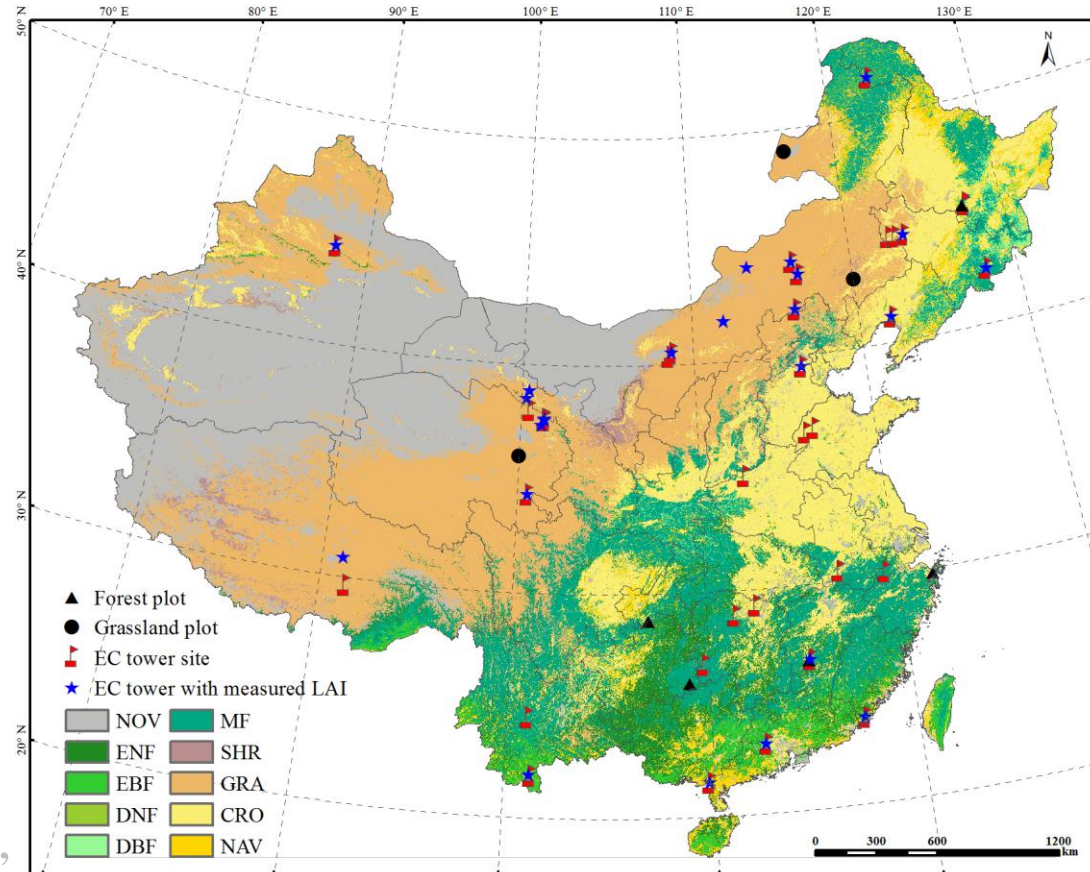 70° E
80° E
90° E
100° E
110° E
120° E
130° E
50° N
40° N
30° N
20° N
N
Forest plot
Grassland plot
EC tower site
EC tower with measured LAI
NOV
MF
ENF
SHR
EBF
GRA
DNF
CRO
DBF
NAV
0 300 600 1200
km
,